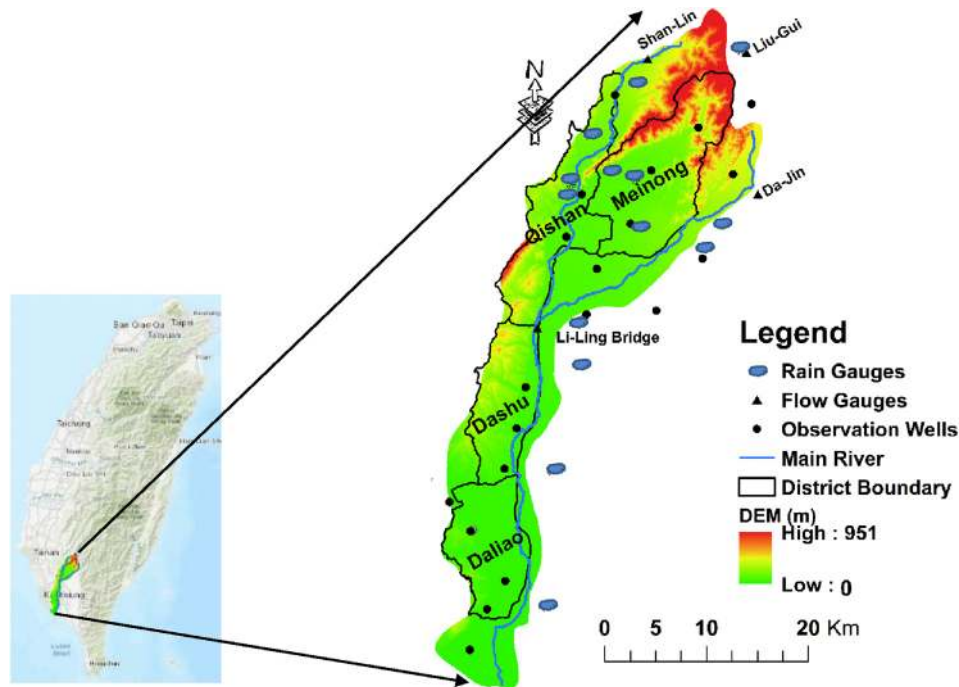 Shan-Lin
Liu-Gui
N
Meinong
Da-Jin
Qishan
Li-Ling Bridge
Dashu
Daliao
Legend
Rain Gauges
Flow Gauges
Observation Wells
Main River
District Boundary
DEM (m)
High : 951
Low : 0
0 5 10 20 Km
Taipei
Taoyuan
Taichung
Tainan